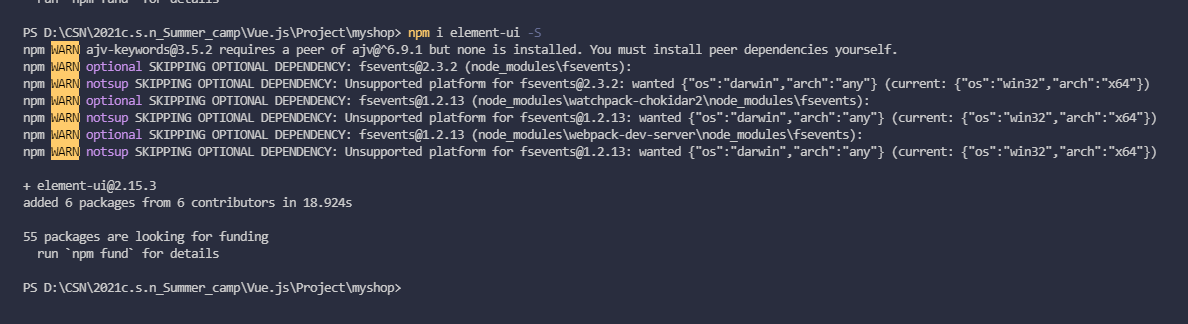 run `npm fund` for details
PS D:\CSN\2021c.s.n_Summer_camp\Vue.js\Project\myshop> npm i element-ui -S
npm WARN ajv-keywords@3.5.2 requires a peer of ajv@^6.9.1 but none is installed. You must install peer dependencies yourself.
npm WARN optional SKIPPING OPTIONAL DEPENDENCY: fsevents@2.3.2 (node_modules\fsevents):
npm WARN notsup SKIPPING OPTIONAL DEPENDENCY: Unsupported platform for fsevents@2.3.2: wanted {"os":"darwin","arch":"any"} (current: {"os":"win32","arch":"x64"})
npm WARN optional SKIPPING OPTIONAL DEPENDENCY: fsevents@1.2.13 (node_modules\watchpack-chokidar2\node_modules\fsevents):
npm WARN notsup SKIPPING OPTIONAL DEPENDENCY: Unsupported platform for fsevents@1.2.13: wanted {"os":"darwin","arch":"any"} (current: {"os":"win32","arch":"x64"})
npm WARN optional SKIPPING OPTIONAL DEPENDENCY: fsevents@1.2.13 (node_modules\webpack-dev-server\node_modules\fsevents):
npm WARN notsup SKIPPING OPTIONAL DEPENDENCY: Unsupported platform for fsevents@1.2.13: wanted {"os":"darwin","arch":"any"} (current: {"os":"win32","arch":"x64"})
+ element-ui@2.15.3
added 6 packages from 6 contributors in 18.924s
55 packages are looking for funding
run `npm fund` for details
PS D:\CSN\2021c.s.n_Summer_camp\Vue.js\Project\myshop>